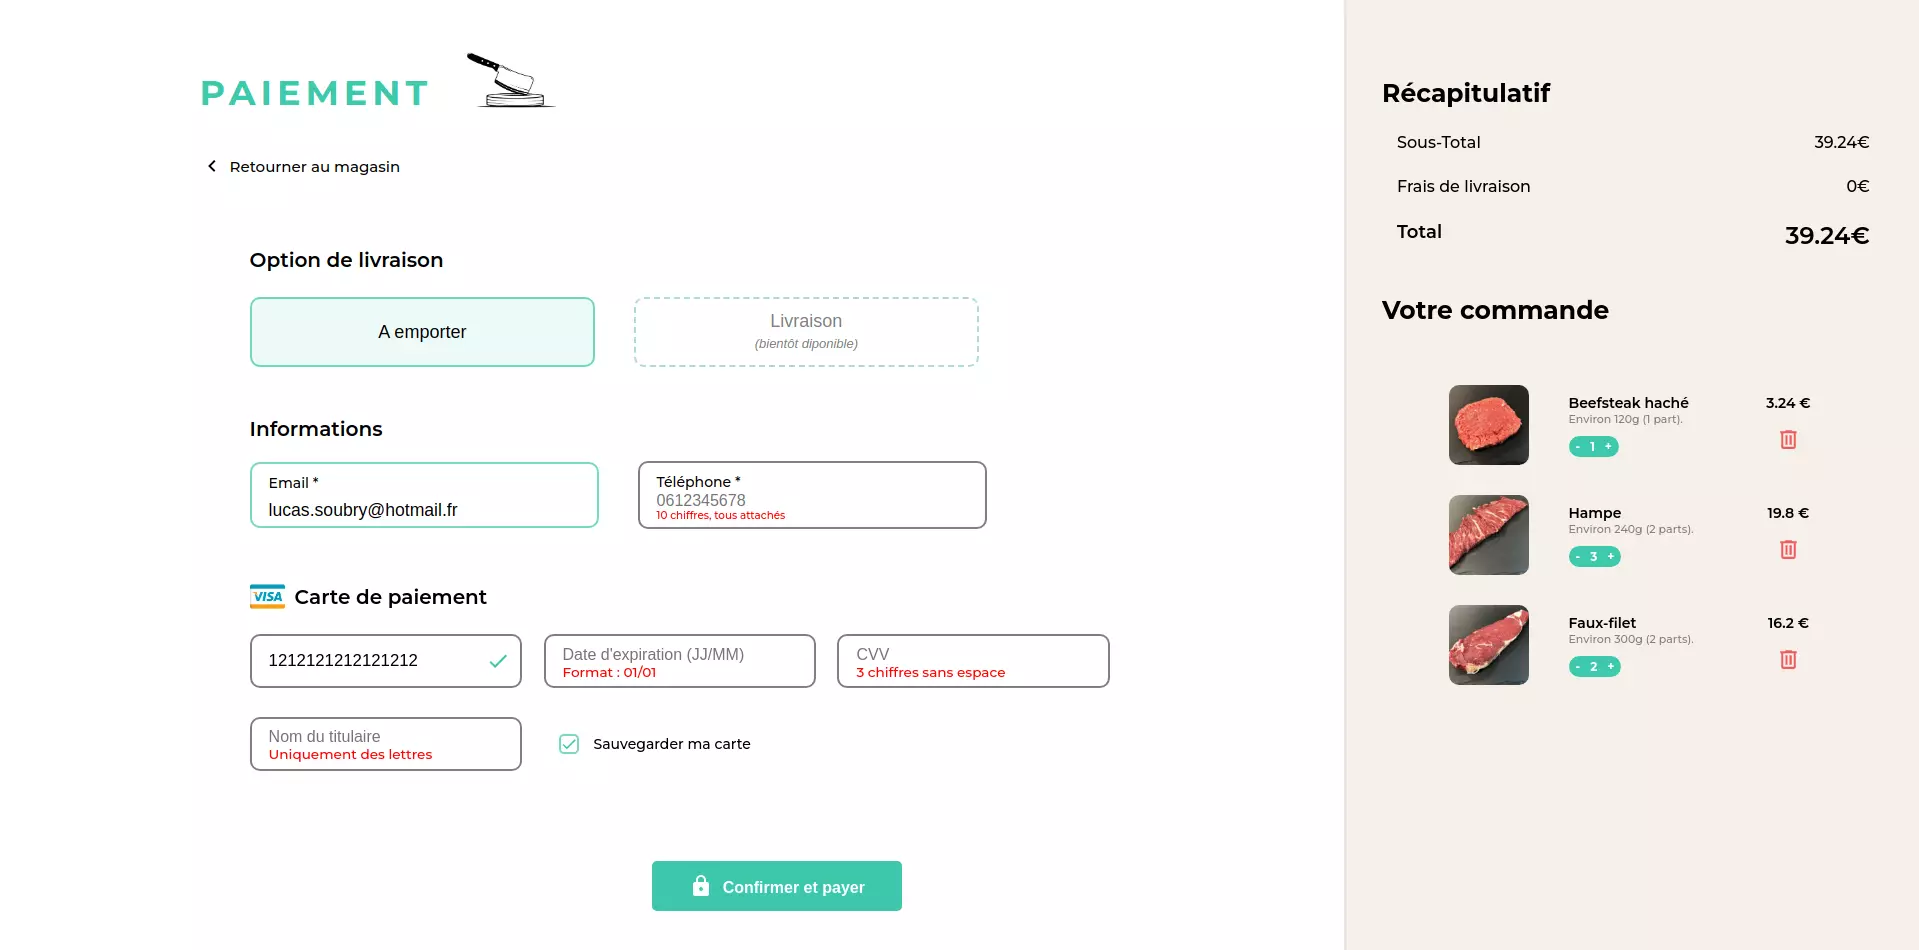 PAIEMENT
Retourner au magasin
Option de livraison
A emporter
Livraison
(bientôt diponible)
Informations
Email *
lucas.soubry@hotmail.fr
Téléphone *
0612345678
10 chiffres, tous attachés
VISA Carte de paiement
1212121212121212
Date d'expiration (JJ/MM)
Format : 01/01
CVV
3 chiffres sans espace
Nom du titulaire
Uniquement des lettres
Sauvegarder ma carte
Confirmer et payer
Récapitulatif
Sous-Total 39.24€
Frais de livraison 0€
Total 39.24€
Votre commande
Beefsteak haché 3.24 €
Environ 120g (1 part).
- 1 +
Hampe 19.8 €
Environ 240g (2 parts).
- 3 +
Faux-filet 16.2 €
Environ 300g (2 parts).
- 2 +